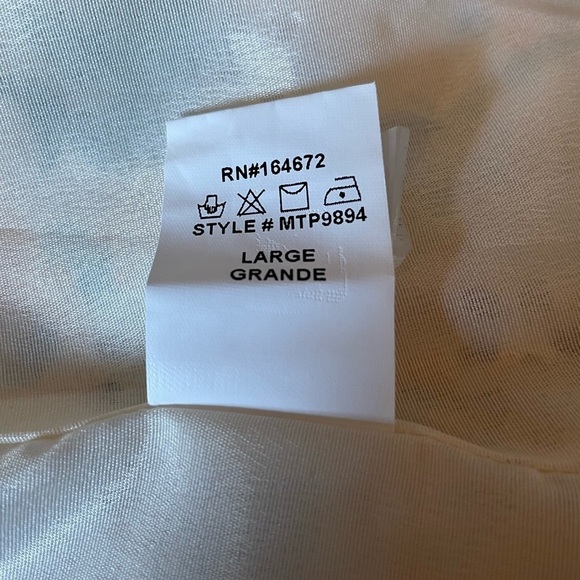 RN#164672
STYLE # MTP9894
LARGE
GRANDE